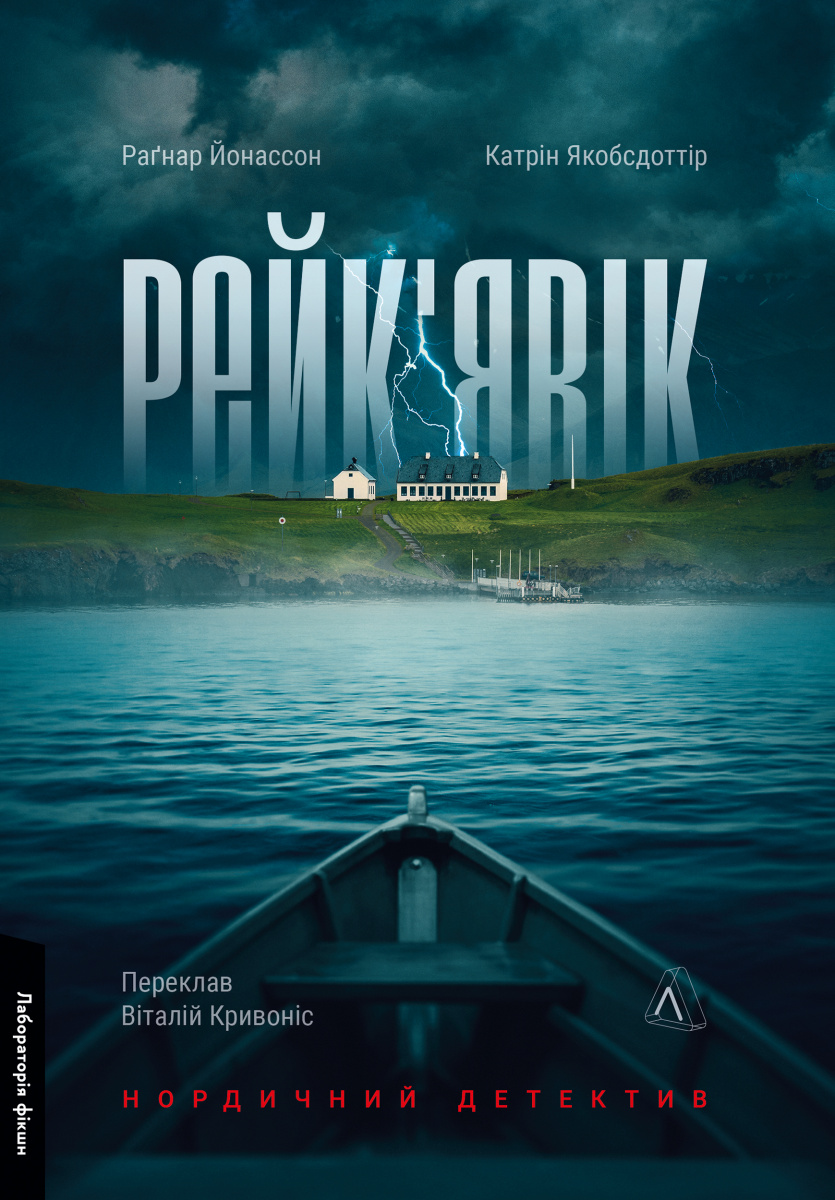 Раґнар Йонассон
Катрін Якобсдоттір
РЕЙК'ЯВІК
Переклав
Віталій Кривоніс
НОРДИЧНИЙ ДЕТЕКТИВ
Лабораторія фікшн